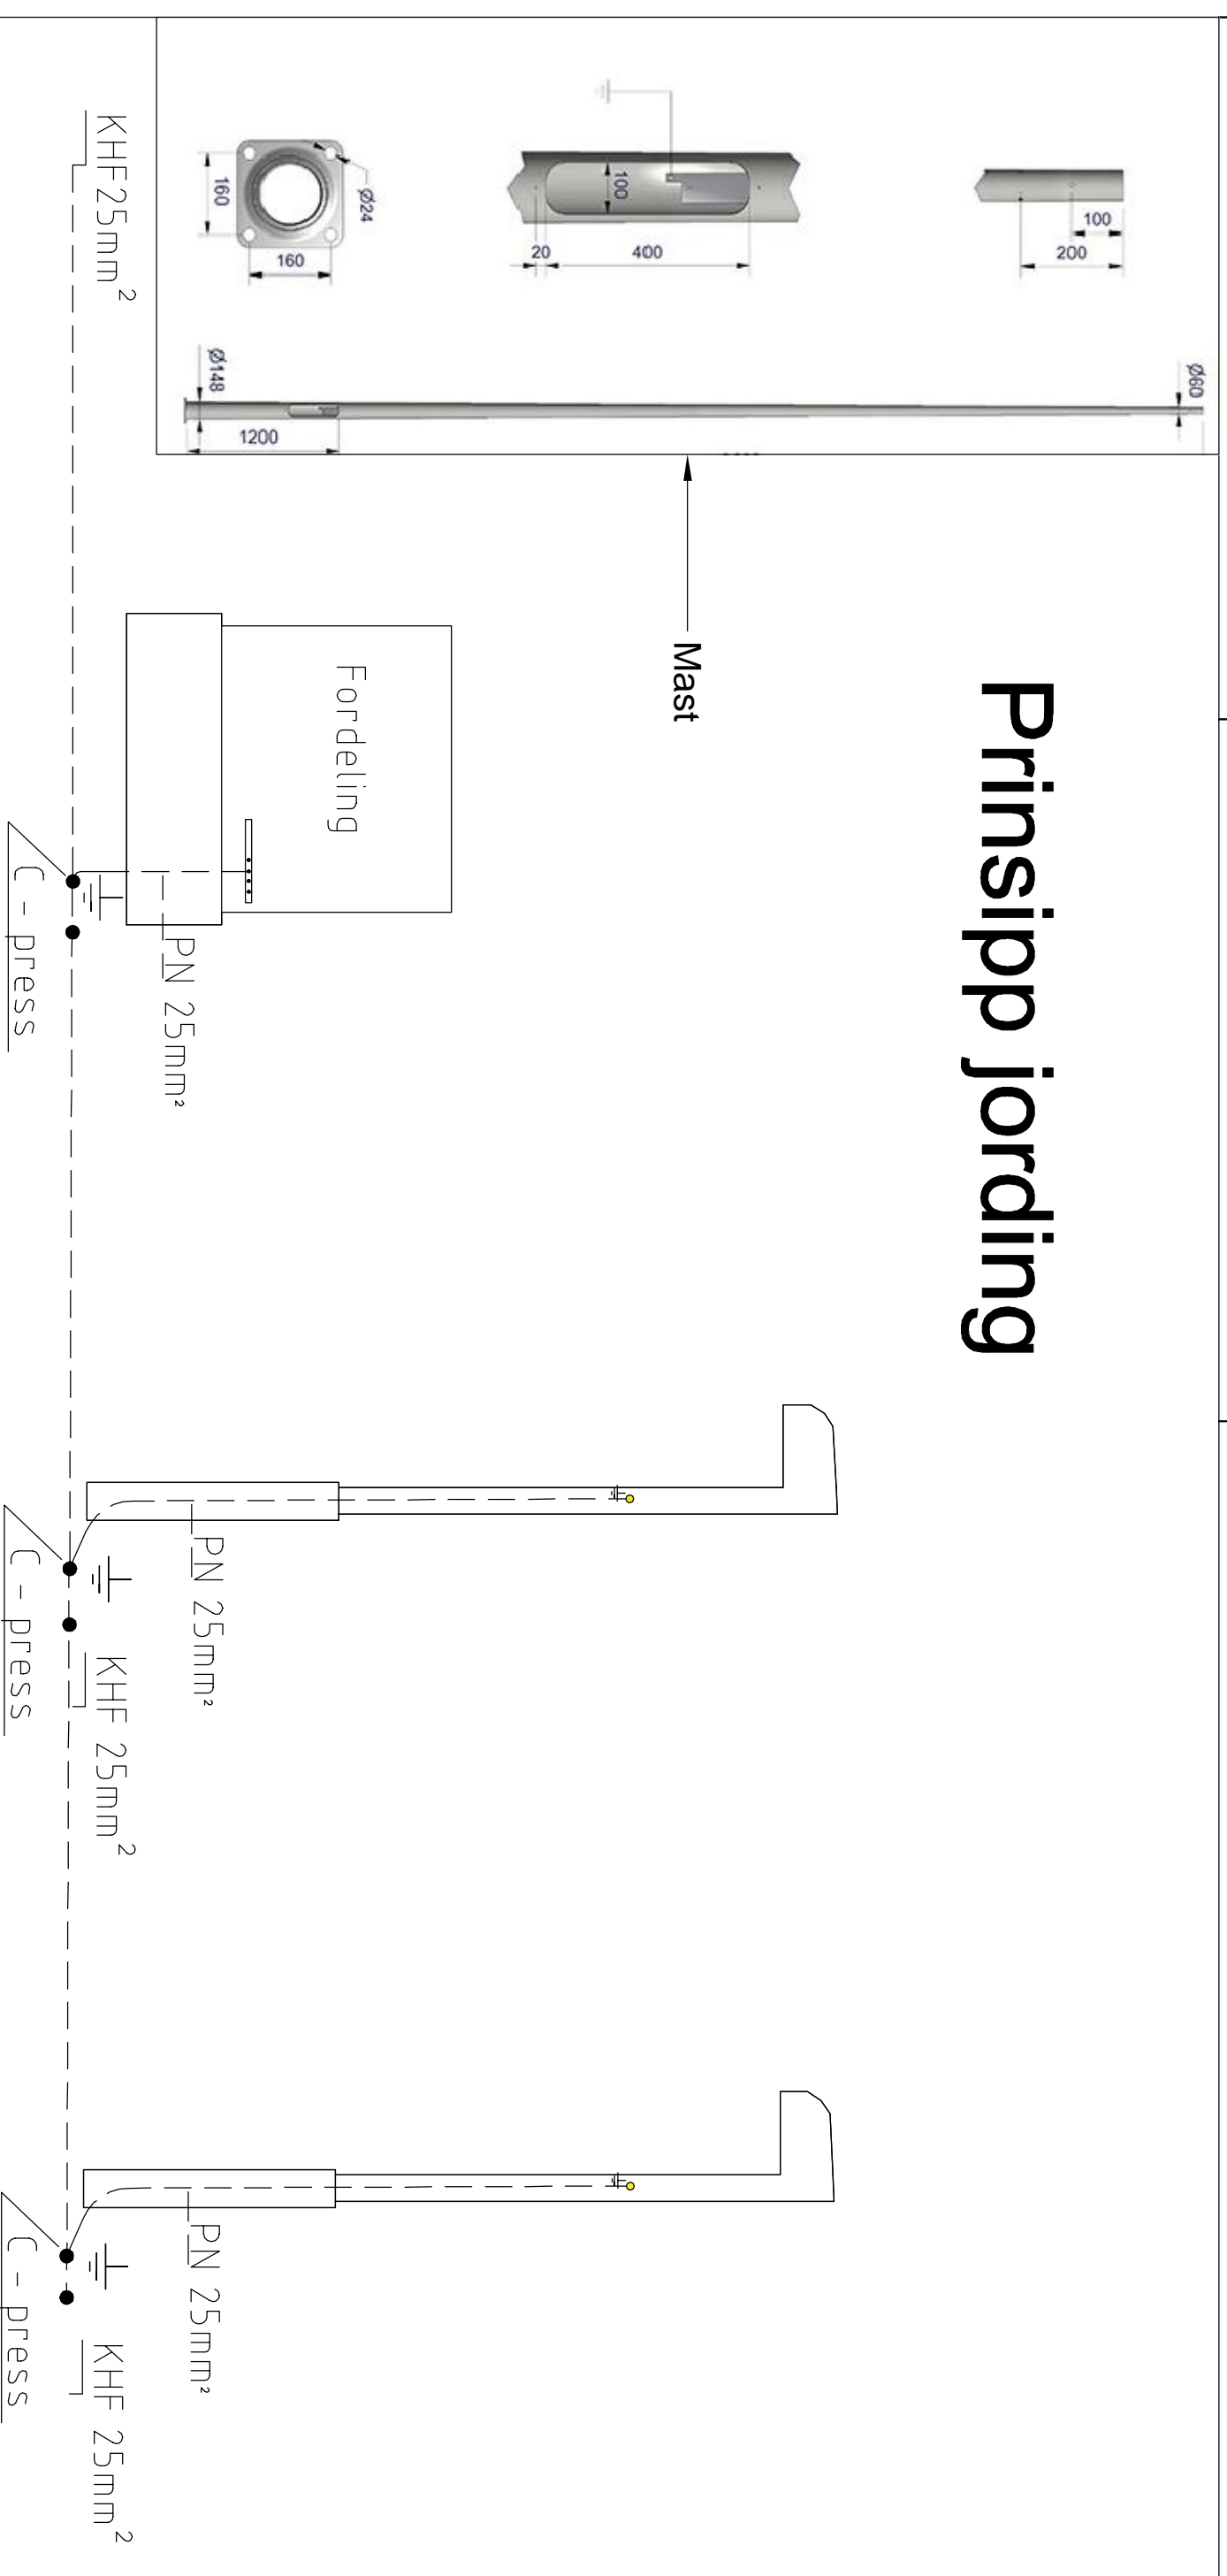 Prinsipp jording
Ø60
100
200
100
20
400
Ø24
160
160
Ø148
1200
Mast
Fordeling
KHF25mm²
PN 25mm²
C - press
PN 25mm²
KHF 25mm²
C - press
PN 25mm²
KHF 25mm²
C - press